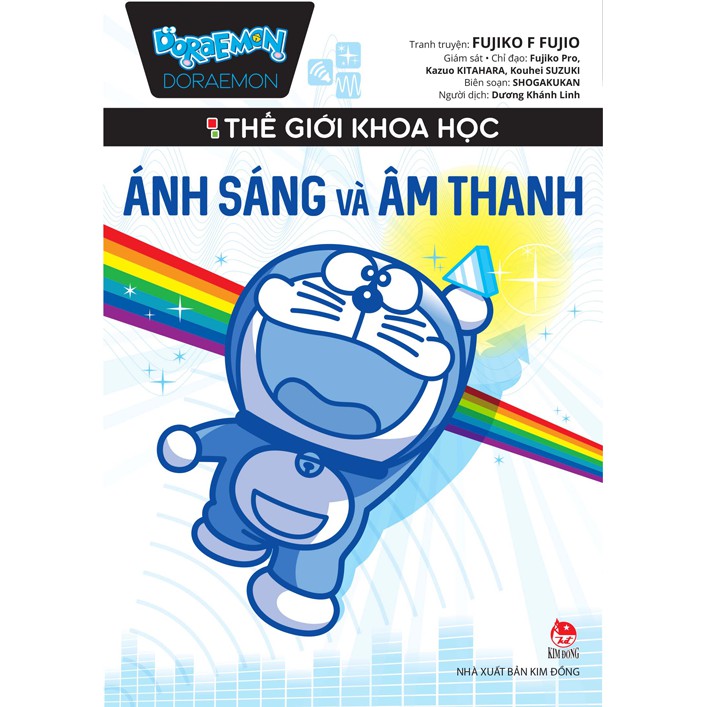 DORAEMON
DORAEMON
Tranh truyện: FUJIKO F FUJIO
Giám sát • Chỉ đạo: Fujiko Pro,
Kazuo KITAHARA, Kouhei SUZUKI
Biên soạn: SHOGAKUKAN
Người dịch: Dương Khánh Linh
THẾ GIỚI KHOA HỌC
ÁNH SÁNG VÀ ÂM THANH
KIM ĐỒNG
NHÀ XUẤT BẢN KIM ĐỒNG